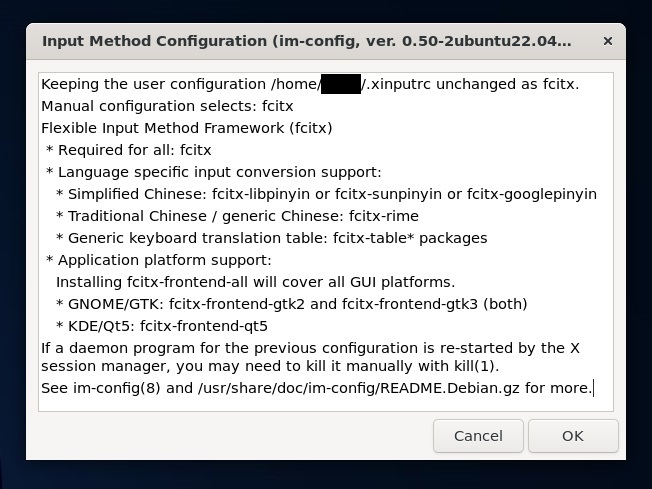 Input Method Configuration (im-config, ver. 0.50-2ubuntu22.04...
Keeping the user configuration /home/ /.xinputrc unchanged as fcitx.
Manual configuration selects: fcitx
Flexible Input Method Framework (fcitx)
* Required for all: fcitx
* Language specific input conversion support:
* Simplified Chinese: fcitx-libpinyin or fcitx-sunpinyin or fcitx-googlepinyin
* Traditional Chinese / generic Chinese: fcitx-rime
* Generic keyboard translation table: fcitx-table* packages
* Application platform support:
Installing fcitx-frontend-all will cover all GUI platforms.
* GNOME/GTK: fcitx-frontend-gtk2 and fcitx-frontend-gtk3 (both)
* KDE/Qt5: fcitx-frontend-qt5
If a daemon program for the previous configuration is re-started by the X
session manager, you may need to kill it manually with kill(1).
See im-config(8) and /usr/share/doc/im-config/README.Debian.gz for more.
Cancel
OK